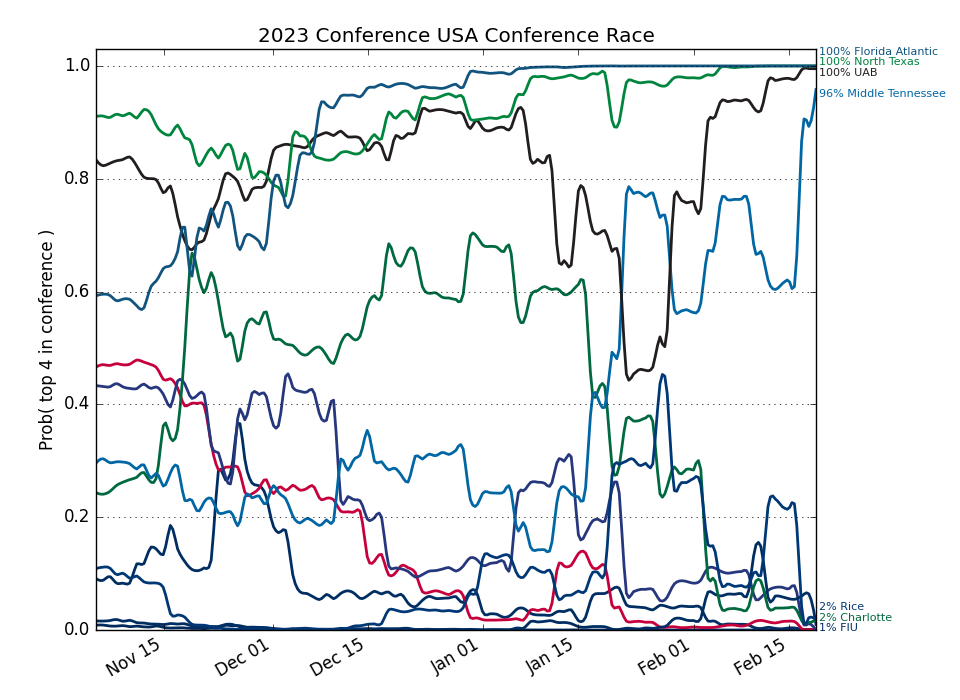 2023 Conference USA Conference Race
Prob( top 4 in conference )
1.0
0.8
0.6
0.4
0.2
0.0
Nov 15
Dec 01
Dec 15
Jan 01
Jan 15
Feb 01
Feb 15
100% Florida Atlantic
100% North Texas
100% UAB
96% Middle Tennessee
2% Rice
2% Charlotte
1% FIU